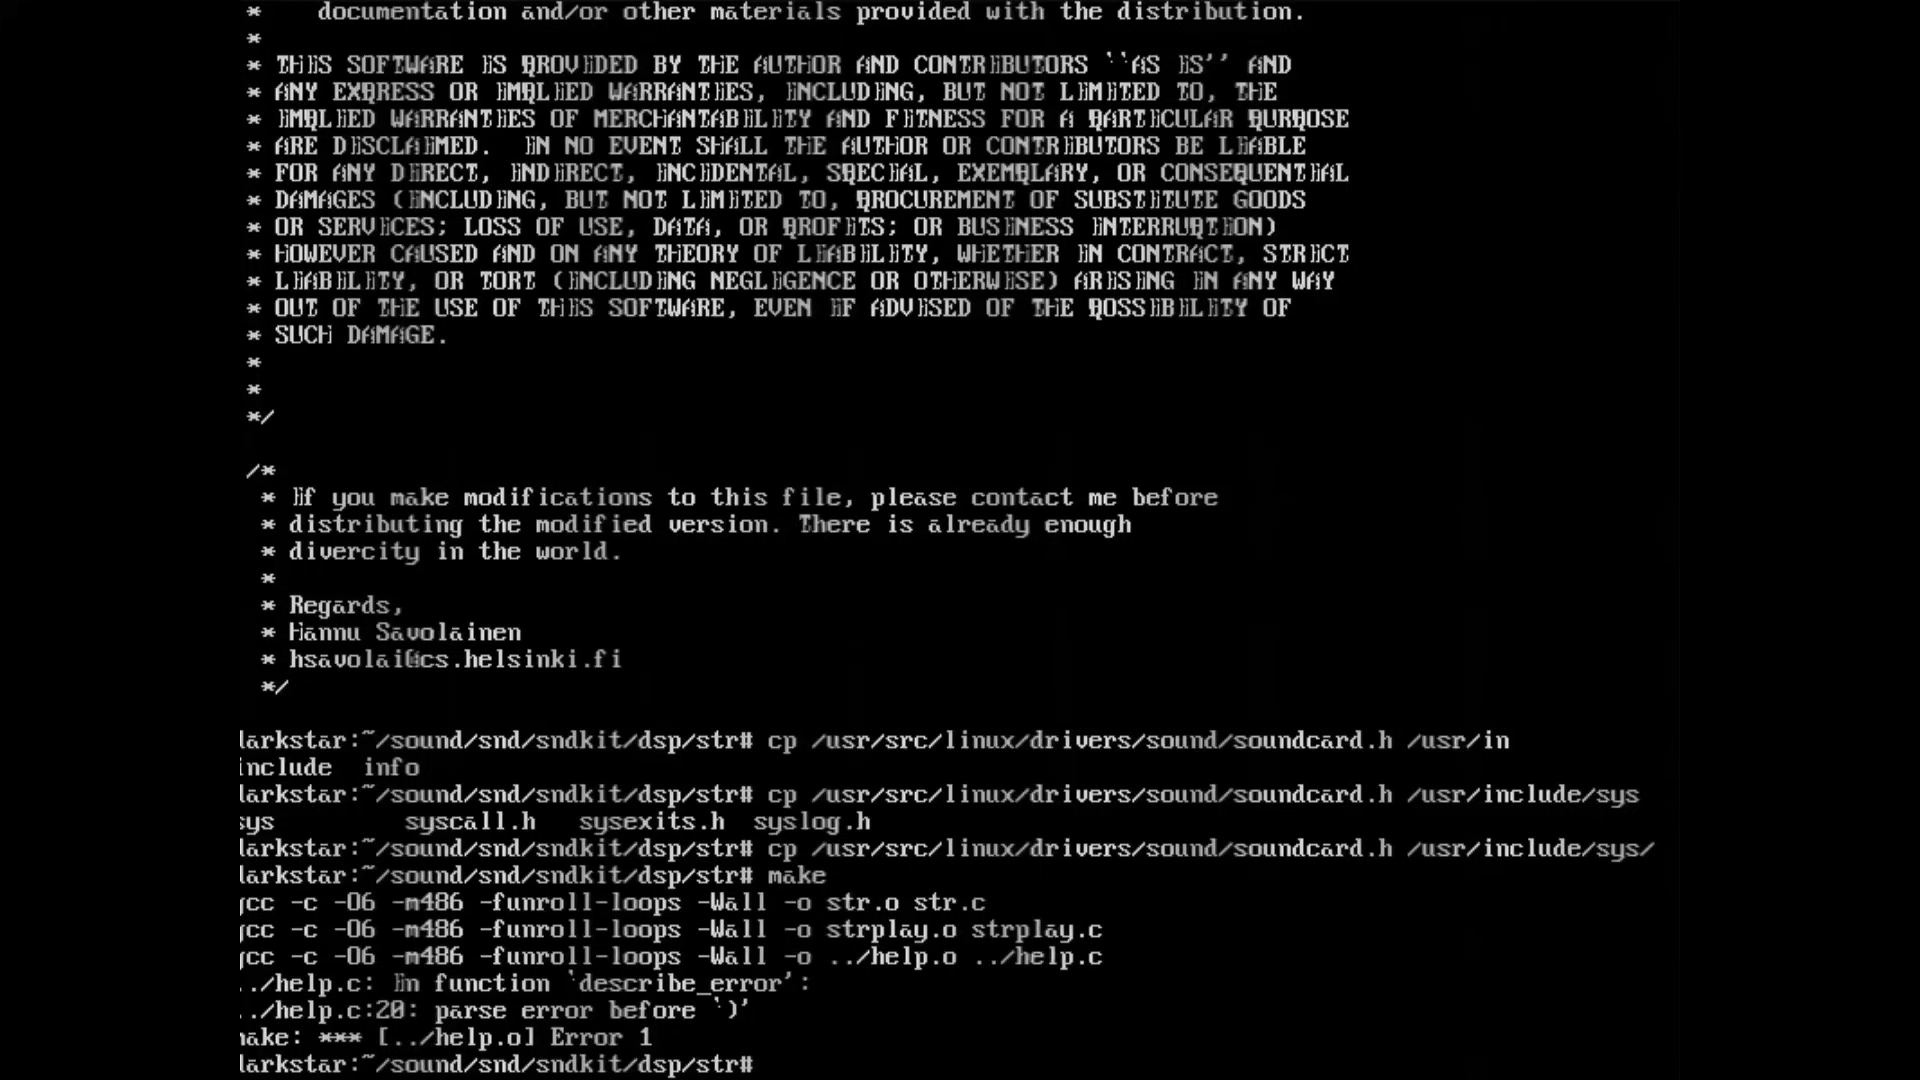 *    documentation and/or other materials provided with the distribution.
*
* THIS SOFTWARE IS PROVIDED BY THE AUTHOR AND CONTRIBUTORS ``AS IS'' AND
* ANY EXPRESS OR IMPLIED WARRANTIES, INCLUDING, BUT NOT LIMITED TO, THE
* IMPLIED WARRANTIES OF MERCHANTABILITY AND FITNESS FOR A PARTICULAR PURPOSE
* ARE DISCLAIMED.  IN NO EVENT SHALL THE AUTHOR OR CONTRIBUTORS BE LIABLE
* FOR ANY DIRECT, INDIRECT, INCIDENTAL, SPECIAL, EXEMPLARY, OR CONSEQUENTIAL
* DAMAGES (INCLUDING, BUT NOT LIMITED TO, PROCUREMENT OF SUBSTITUTE GOODS
* OR SERVICES; LOSS OF USE, DATA, OR PROFITS; OR BUSINESS INTERRUPTION)
* HOWEVER CAUSED AND ON ANY THEORY OF LIABILITY, WHETHER IN CONTRACT, STRICT
* LIABILITY, OR TORT (INCLUDING NEGLIGENCE OR OTHERWISE) ARISING IN ANY WAY
* OUT OF THE USE OF THIS SOFTWARE, EVEN IF ADVISED OF THE POSSIBILITY OF
* SUCH DAMAGE.
*
*
*/
/*
 * If you make modifications to this file, please contact me before
 * distributing the modified version. There is already enough
 * divercity in the world.
 *
 * Regards,
 * Hannu Savolainen
 * hsavolai@cs.helsinki.fi
 */
darkstar:~/sound/snd/sndkit/dsp/str# cp /usr/src/linux/drivers/sound/soundcard.h /usr/in
include  info
darkstar:~/sound/snd/sndkit/dsp/str# cp /usr/src/linux/drivers/sound/soundcard.h /usr/include/sys
sys         syscall.h   sysexits.h  syslog.h
darkstar:~/sound/snd/sndkit/dsp/str# cp /usr/src/linux/drivers/sound/soundcard.h /usr/include/sys/
darkstar:~/sound/snd/sndkit/dsp/str# make
gcc -c -O6 -m486 -funroll-loops -Wall -o str.o str.c
gcc -c -O6 -m486 -funroll-loops -Wall -o strplay.o strplay.c
gcc -c -O6 -m486 -funroll-loops -Wall -o ../help.o ../help.c
../help.c: In function `describe_error':
../help.c:20: parse error before `)'
make: *** [../help.o] Error 1
darkstar:~/sound/snd/sndkit/dsp/str#